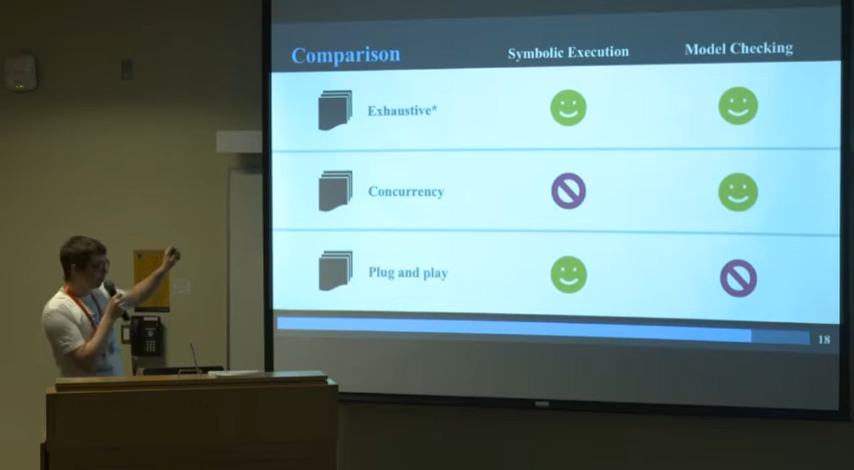 Comparison Symbolic Execution Model Checking
Exhaustive*
Concurrency
Plug and play
18